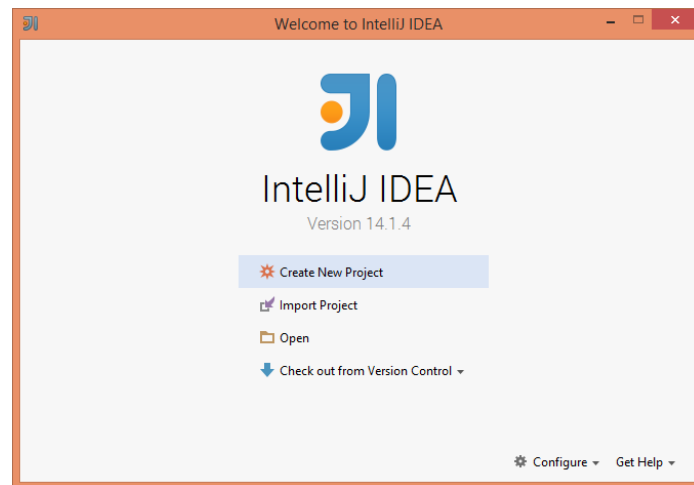 Welcome to IntelliJ IDEA
IntelliJ IDEA
Version 14.1.4
Create New Project
Import Project
Open
Check out from Version Control
Configure Get Help